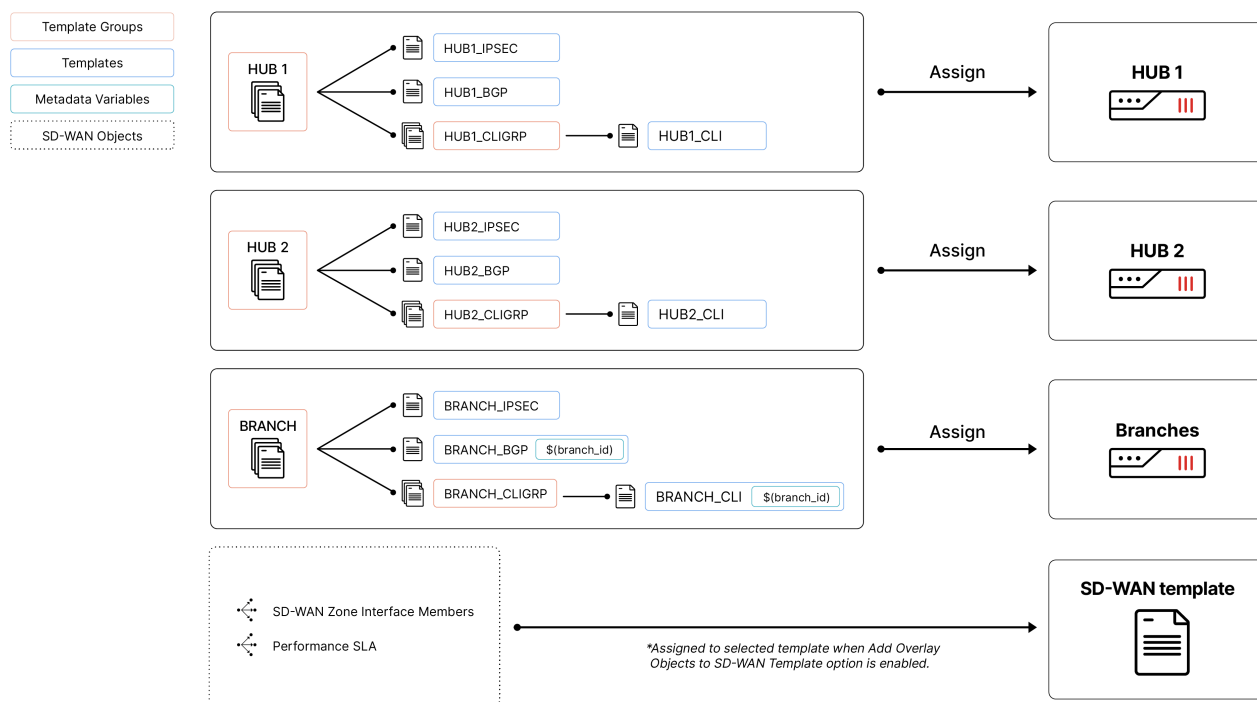 Template Groups
Templates
Metadata Variables
SD-WAN Objects
HUB 1
HUB1_IPSEC
HUB1_BGP
HUB1_CLIGRP
HUB1_CLI
Assign
HUB 1
HUB 2
HUB2_IPSEC
HUB2_BGP
HUB2_CLIGRP
HUB2_CLI
Assign
HUB 2
BRANCH
BRANCH_IPSEC
BRANCH_BGP $(branch_id)
BRANCH_CLIGRP
BRANCH_CLI $(branch_id)
Assign
Branches
SD-WAN Zone Interface Members
Performance SLA
*Assigned to selected template when Add Overlay
Objects to SD-WAN Template option is enabled.
SD-WAN template